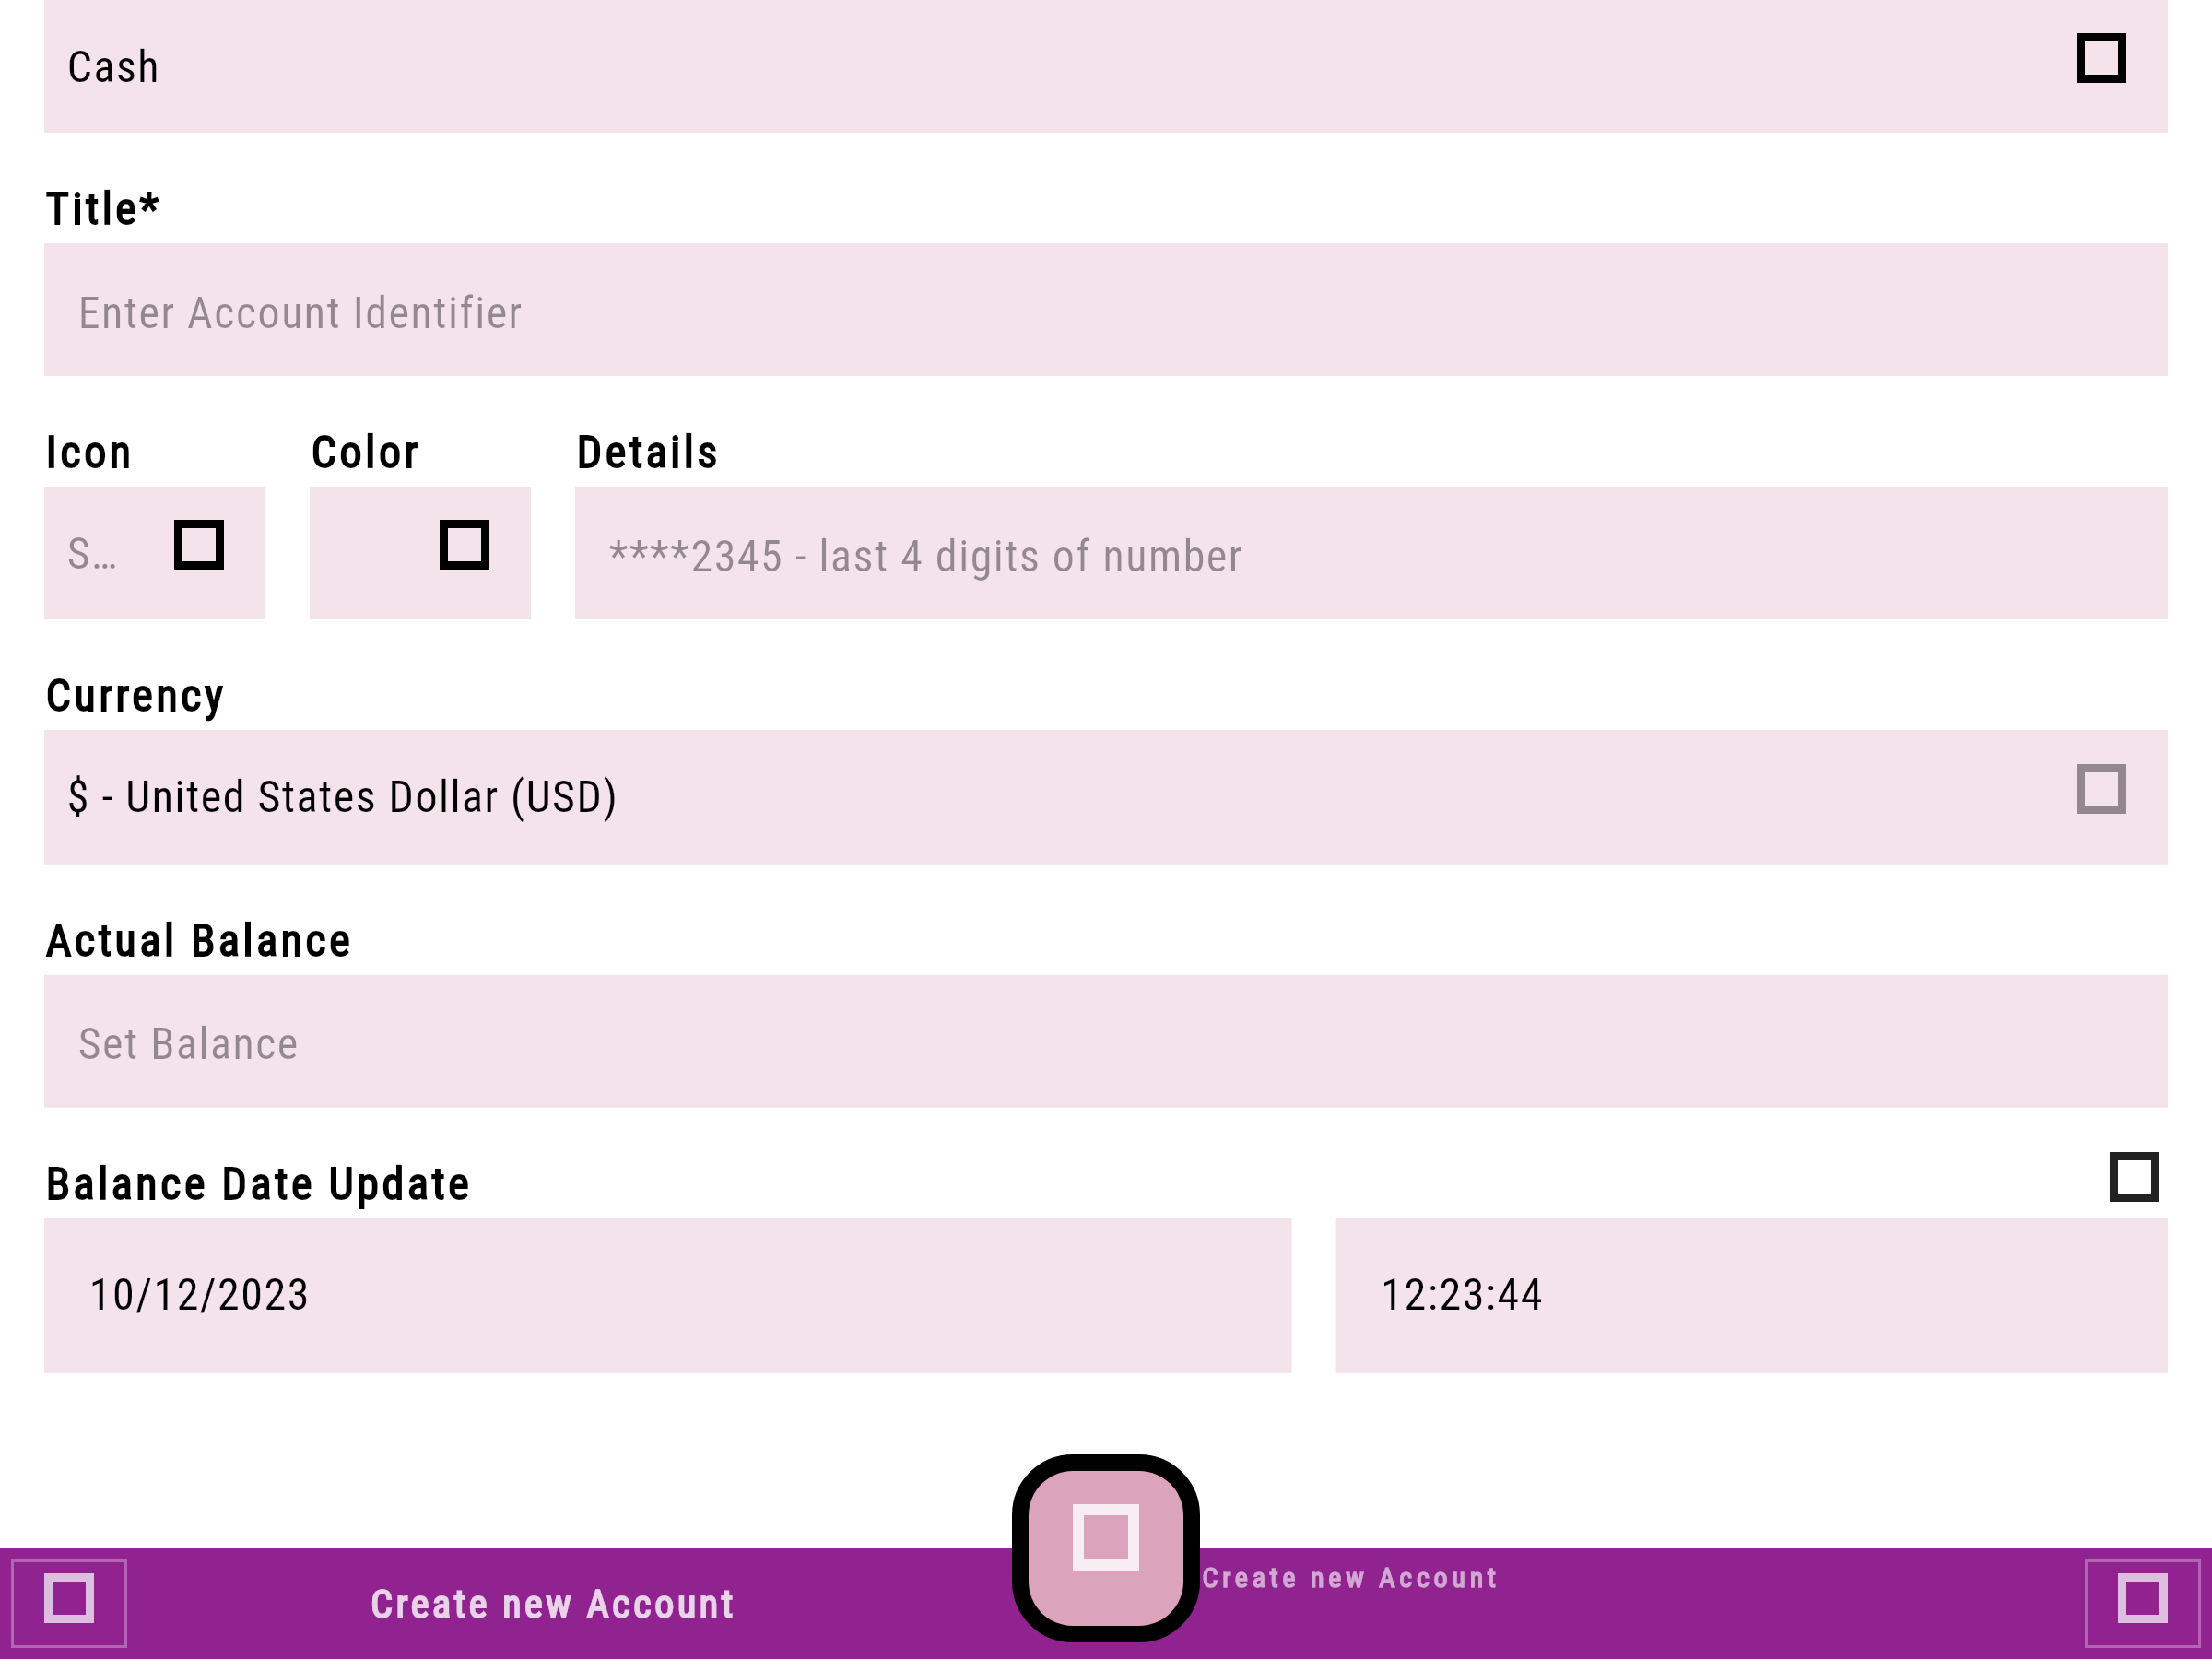 Cash
Title*
Enter Account Identifier
Icon Color Details
S… ****2345 - last 4 digits of number
Currency
$ - United States Dollar (USD)
Actual Balance
Set Balance
Balance Date Update
10/12/2023 12:23:44
Create new Account
Create new Account